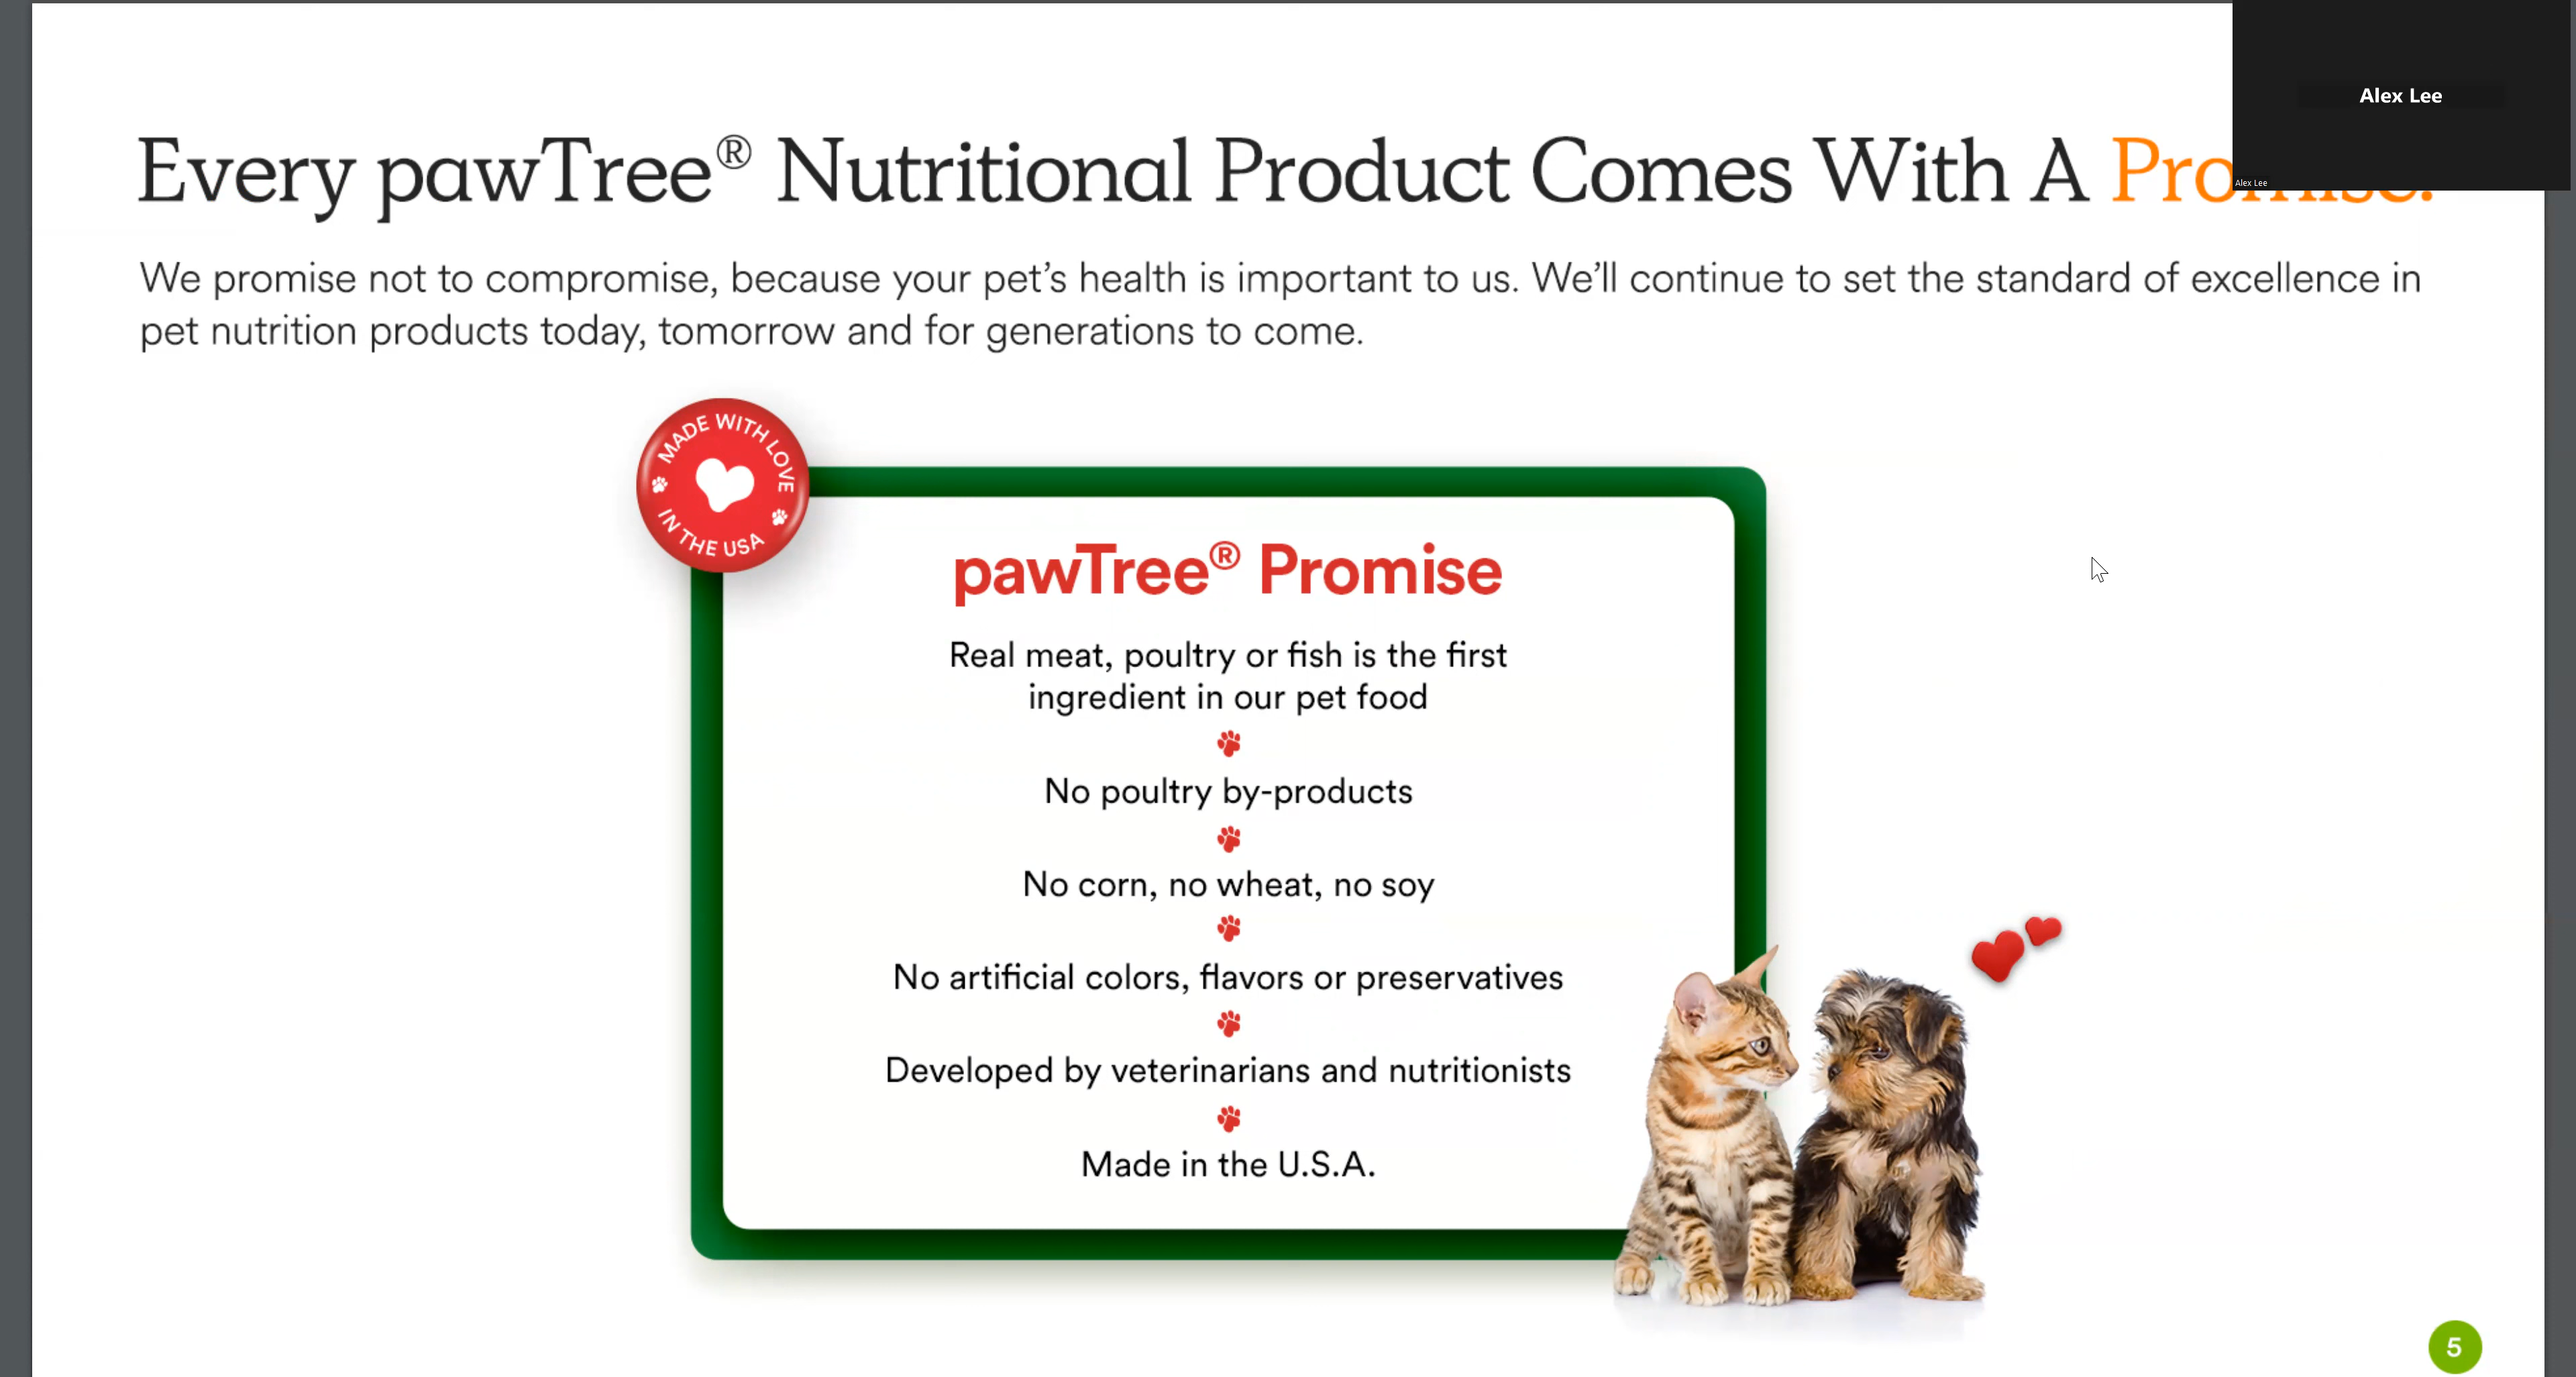 Alex Lee
Alex Lee
Every pawTree® Nutritional Product Comes With A
We promise not to compromise, because your pet's health is important to us. We'll continue to set the standard of excellence in
pet nutrition products today, tomorrow and for generations to come.
MADE WITH LOVE
IN THE USA
pawTree® Promise
Real meat, poultry or fish is the first
ingredient in our pet food
No poultry by-products
No corn, no wheat, no soy
No artificial colors, flavors or preservatives
Developed by veterinarians and nutritionists
Made in the U.S.A.
5